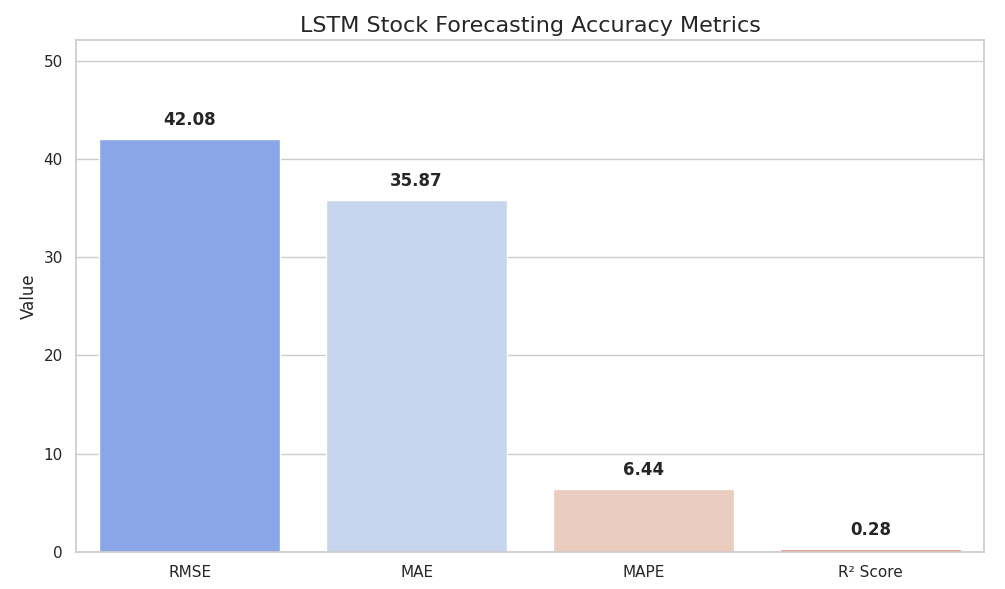 LSTM Stock Forecasting Accuracy Metrics
50
40
30
20
10
0
Value
42.08
35.87
6.44
0.28
RMSE
MAE
MAPE
R² Score